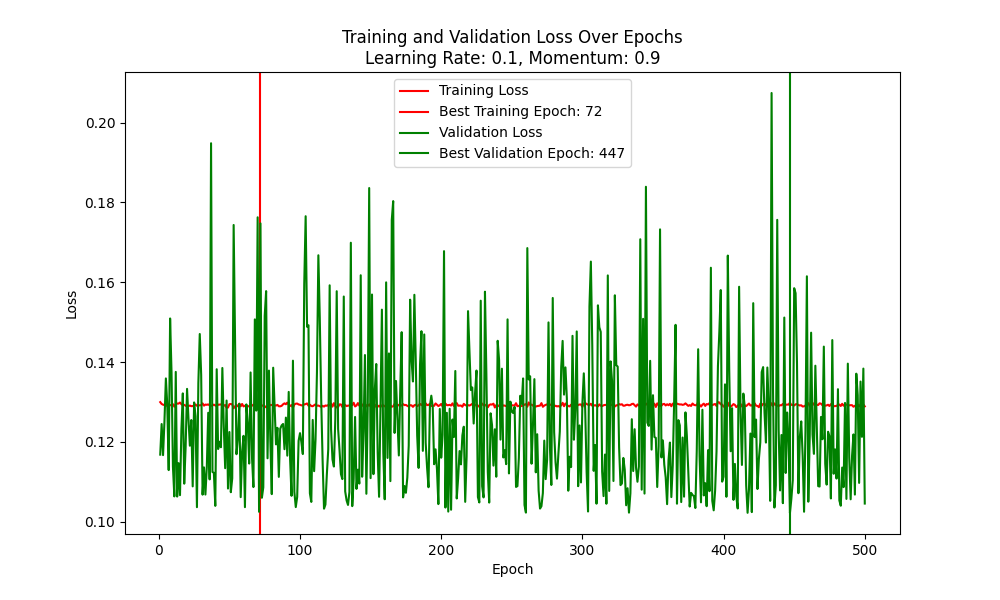 Training and Validation Loss Over Epochs
Learning Rate: 0.1, Momentum: 0.9
Training Loss
Best Training Epoch: 72
Validation Loss
Best Validation Epoch: 447
0.20
0.18
0.16
0.14
0.12
0.10
Loss
0
100
200
300
400
500
Epoch